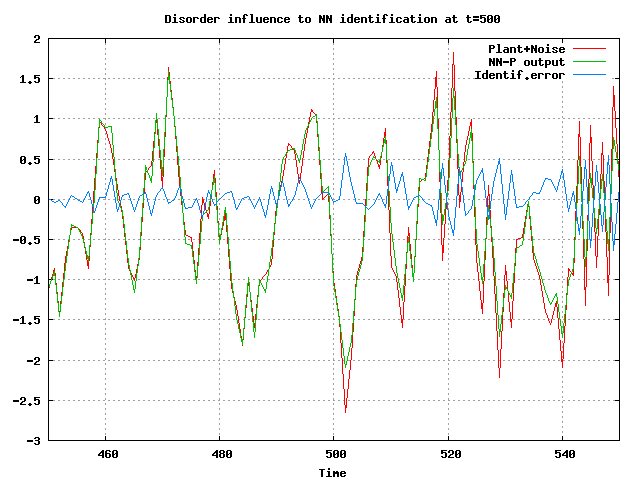 Disorder influence to NN identification at t=500
Plant+Noise
NN-P output
Identif.error
2
1.5
1
0.5
0
-0.5
-1
-1.5
-2
-2.5
-3
460 480 500 520 540
Time